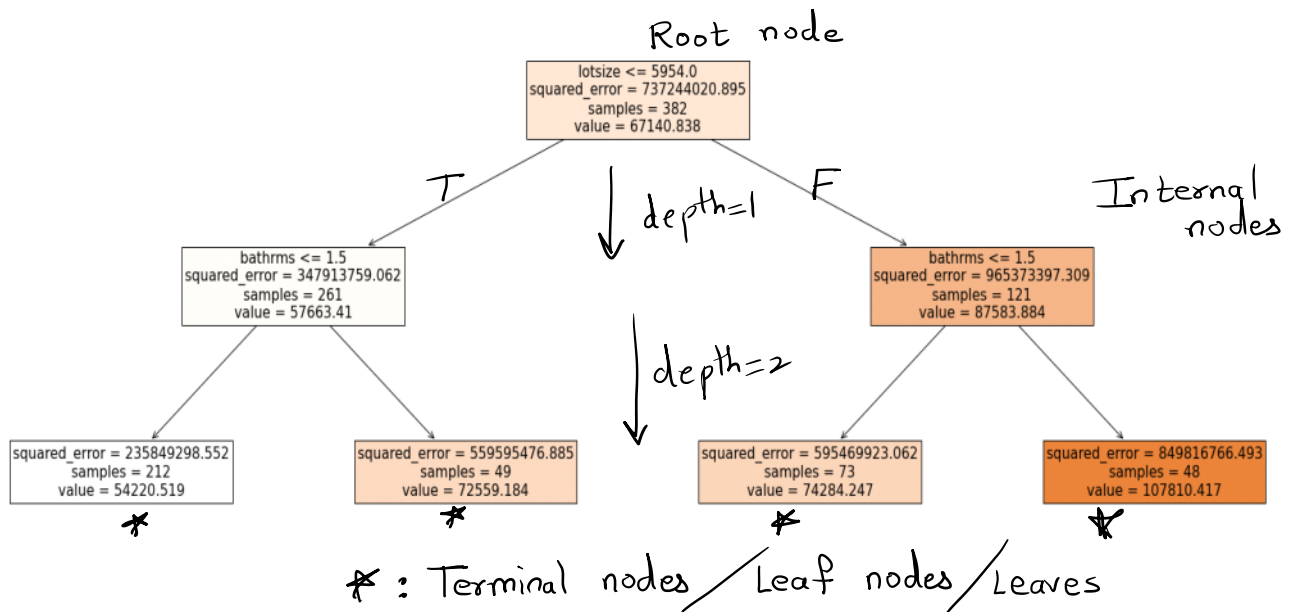 Root node
lotsize <= 5954.0
squared_error = 737244020.895
samples = 382
value = 67140.838
T
F
depth=1
Internal
nodes
bathrms <= 1.5
squared_error = 347913759.062
samples = 261
value = 57663.41
bathrms <= 1.5
squared_error = 965373397.309
samples = 121
value = 87583.884
depth=2
squared_error = 235849298.552
samples = 212
value = 54220.519
squared_error = 559595476.885
samples = 49
value = 72559.184
squared_error = 595469923.062
samples = 73
value = 74284.247
squared_error = 849816766.493
samples = 48
value = 107810.417
* : Terminal nodes / Leaf nodes / Leaves